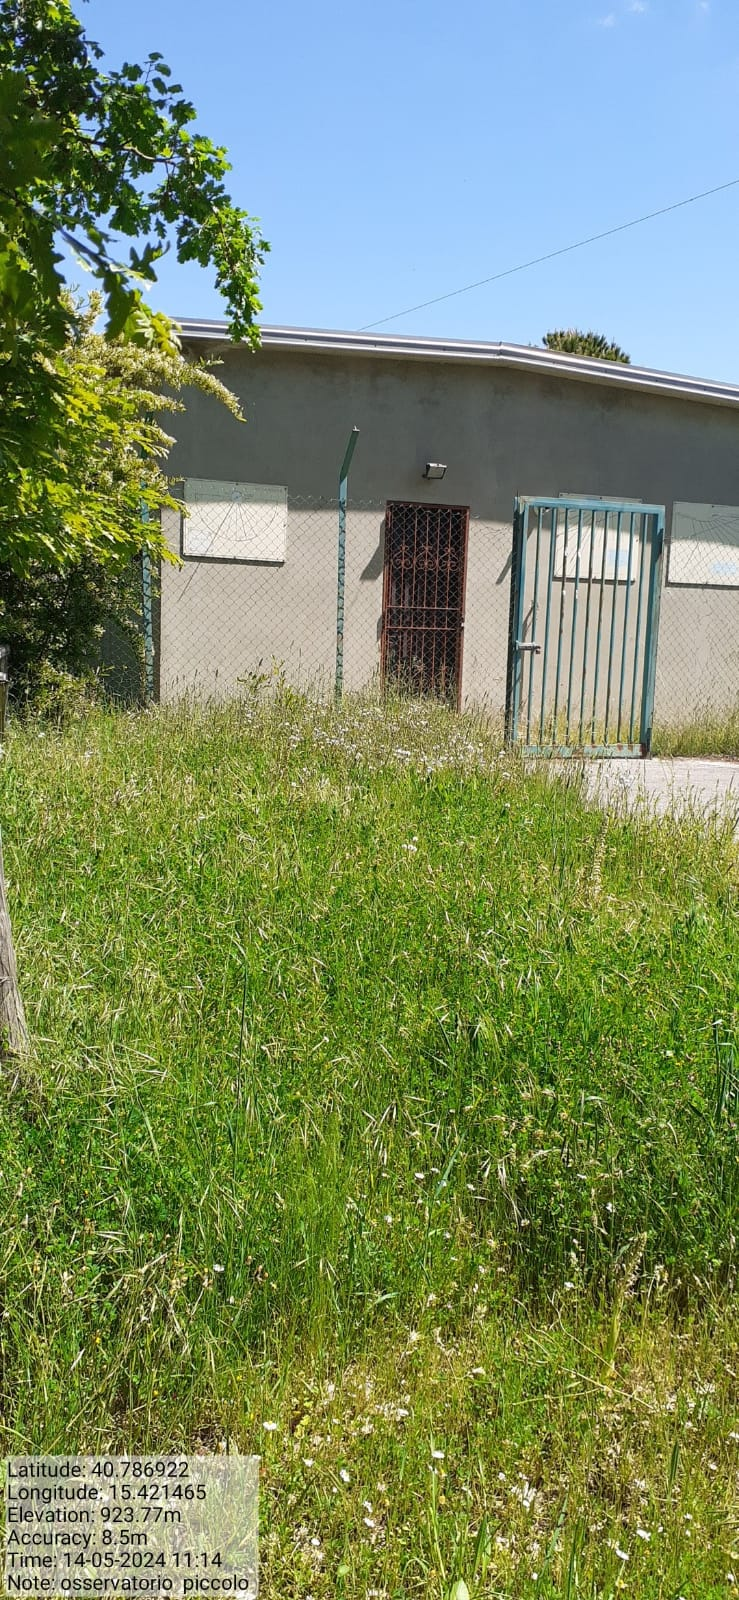 Latitude: 40.786922
Longitude: 15.421465
Elevation: 923.77m
Accuracy: 8.5m
Time: 14-05-2024 11:14
Note: osservatorio piccolo